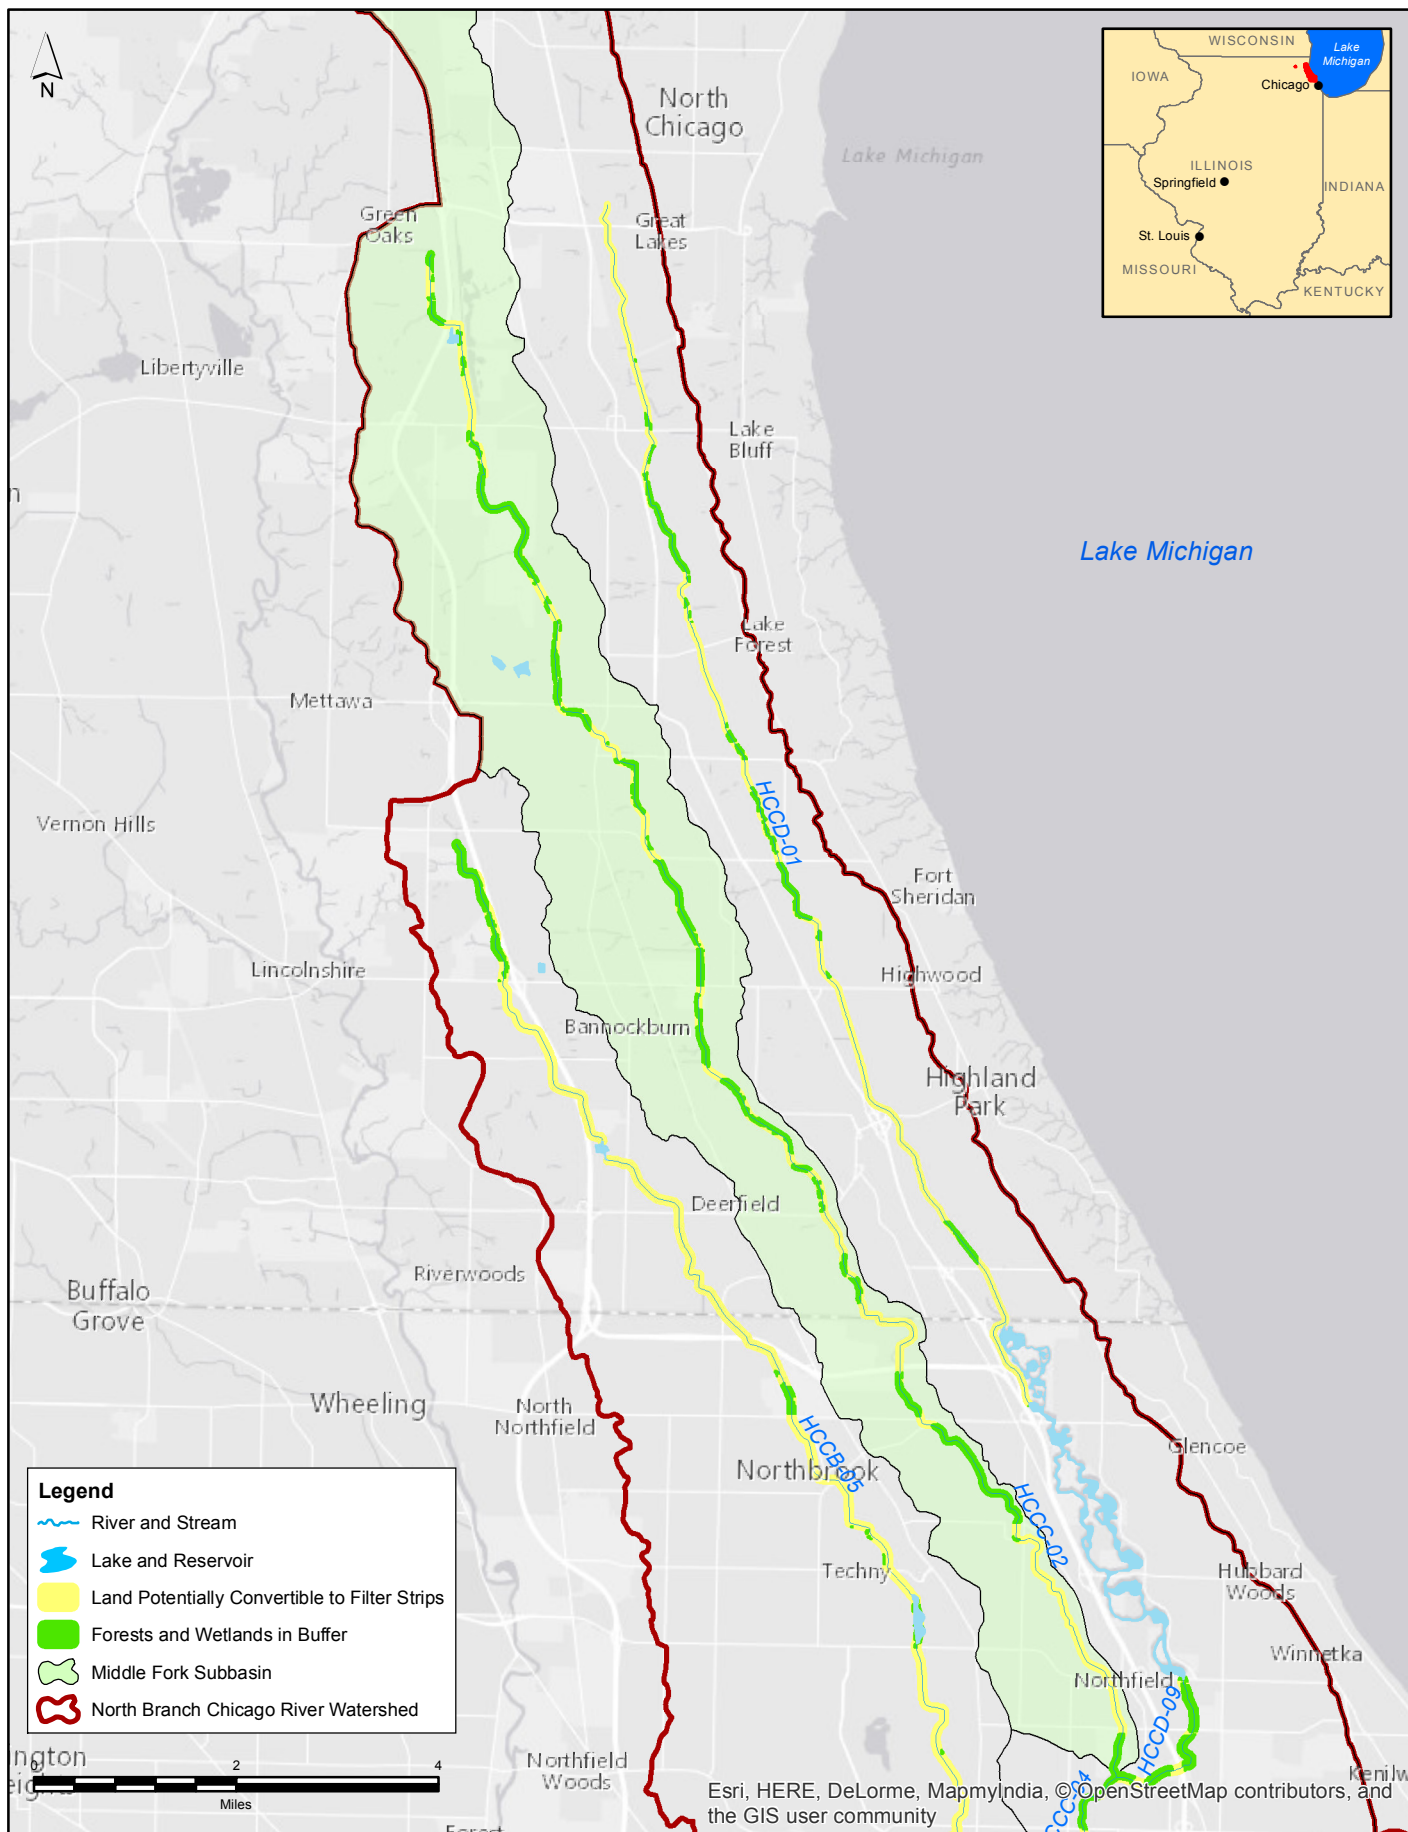 N
North
Chicago
Lake Michigan
WISCONSIN
Lake
Michigan
IOWA
Chicago
ILLINOIS
Springfield
INDIANA
St. Louis
MISSOURI
KENTUCKY
Green
Oaks
Great
Lakes
Libertyville
Lake
Bluff
Lake Michigan
Lake
Forest
Mettawa
HCCD-01
Vernon Hills
Fort
Sheridan
Lincolnshire
Highwood
Bannockburn
Highland
Park
Deerfield
Riverwoods
Buffalo
Grove
Wheeling
North
Northfield
Glencoe
HCCB-05
Northbrook
HCCC-02
Techny
Hubbard
Woods
Winnetka
Northfield
HCCD-09
Legend
River and Stream
Lake and Reservoir
Land Potentially Convertible to Filter Strips
Forests and Wetlands in Buffer
Middle Fork Subbasin
North Branch Chicago River Watershed
ington
eights
0 2 4
Miles
Northfield
Woods
Kenilw
CCC-04
Esri, HERE, DeLorme, MapmyIndia, © OpenStreetMap contributors, and
the GIS user community